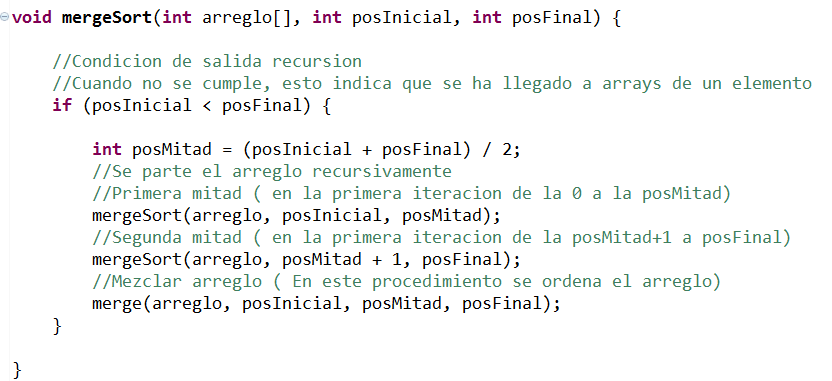 void mergeSort(int arreglo[], int posInicial, int posFinal) {
//Condicion de salida recursion
//Cuando no se cumple, esto indica que se ha llegado a arrays de un elemento
if (posInicial < posFinal) {
int posMitad = (posInicial + posFinal) / 2;
//Se parte el arreglo recursivamente
//Primera mitad ( en la primera iteracion de la 0 a la posMitad)
mergeSort(arreglo, posInicial, posMitad);
//Segunda mitad ( en la primera iteracion de la posMitad+1 a posFinal)
mergeSort(arreglo, posMitad + 1, posFinal);
//Mezclar arreglo ( En este procedimiento se ordena el arreglo)
merge(arreglo, posInicial, posMitad, posFinal);
}
}